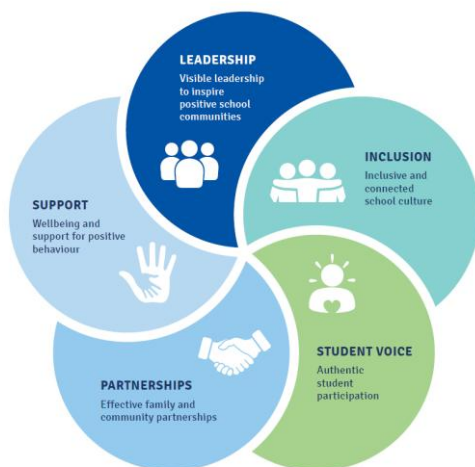 LEADERSHIP
Visible leadership
to inspire
positive school
communities
INCLUSION
Inclusive and
connected
school culture
STUDENT VOICE
Authentic
student
participation
PARTNERSHIPS
Effective family and
community partnerships
SUPPORT
Wellbeing and
support for positive
behaviour